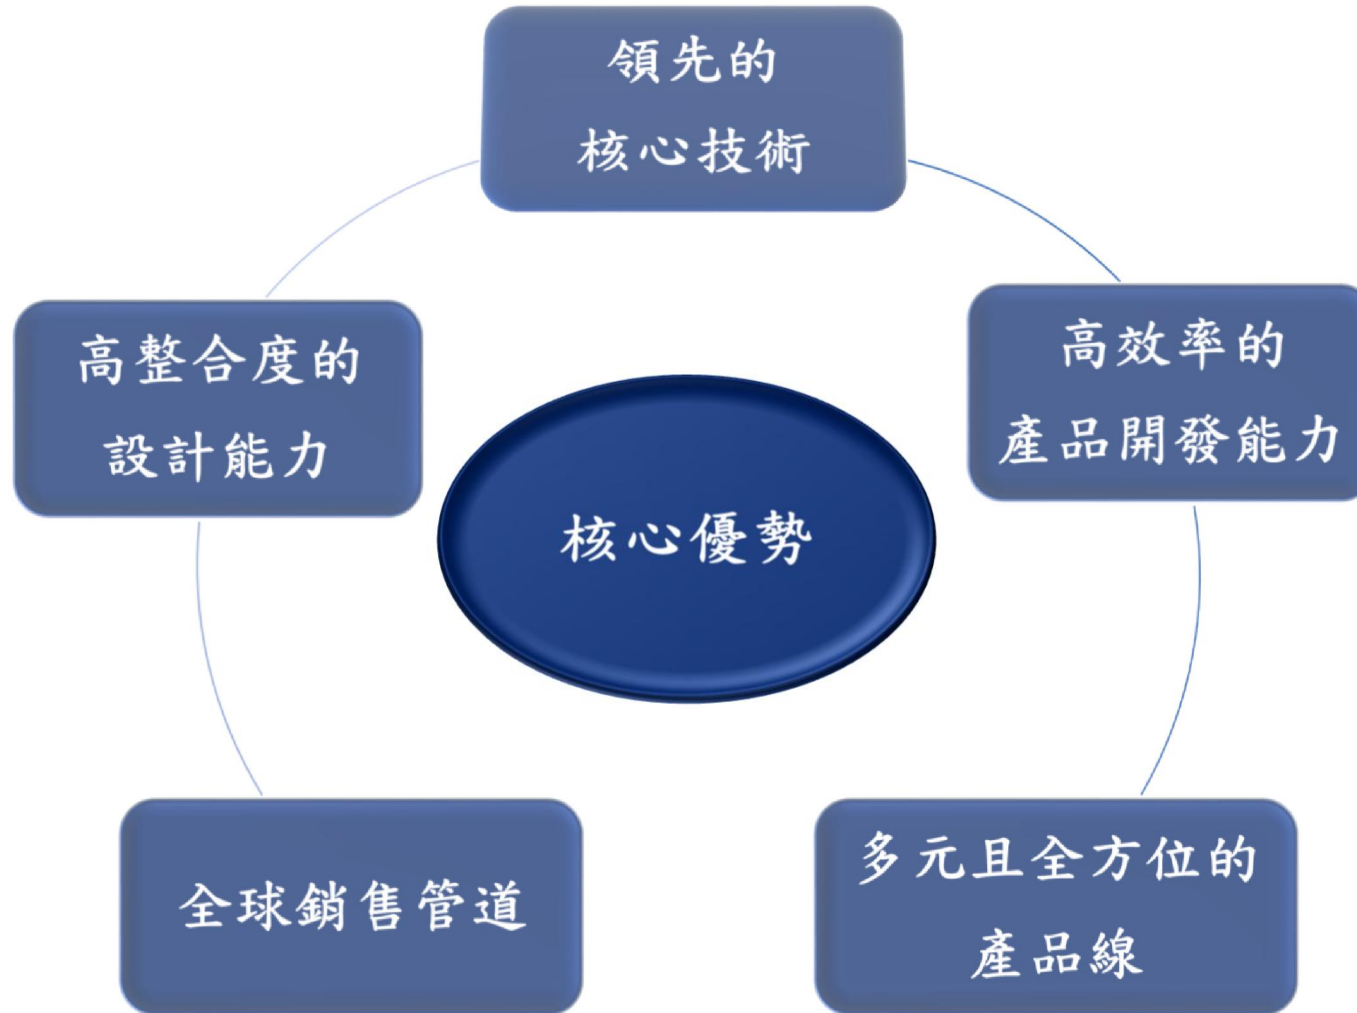 領先的
核心技術
高整合度的
設計能力
高效率的
產品開發能力
核心優勢
全球銷售管道
多元且全方位的
產品線